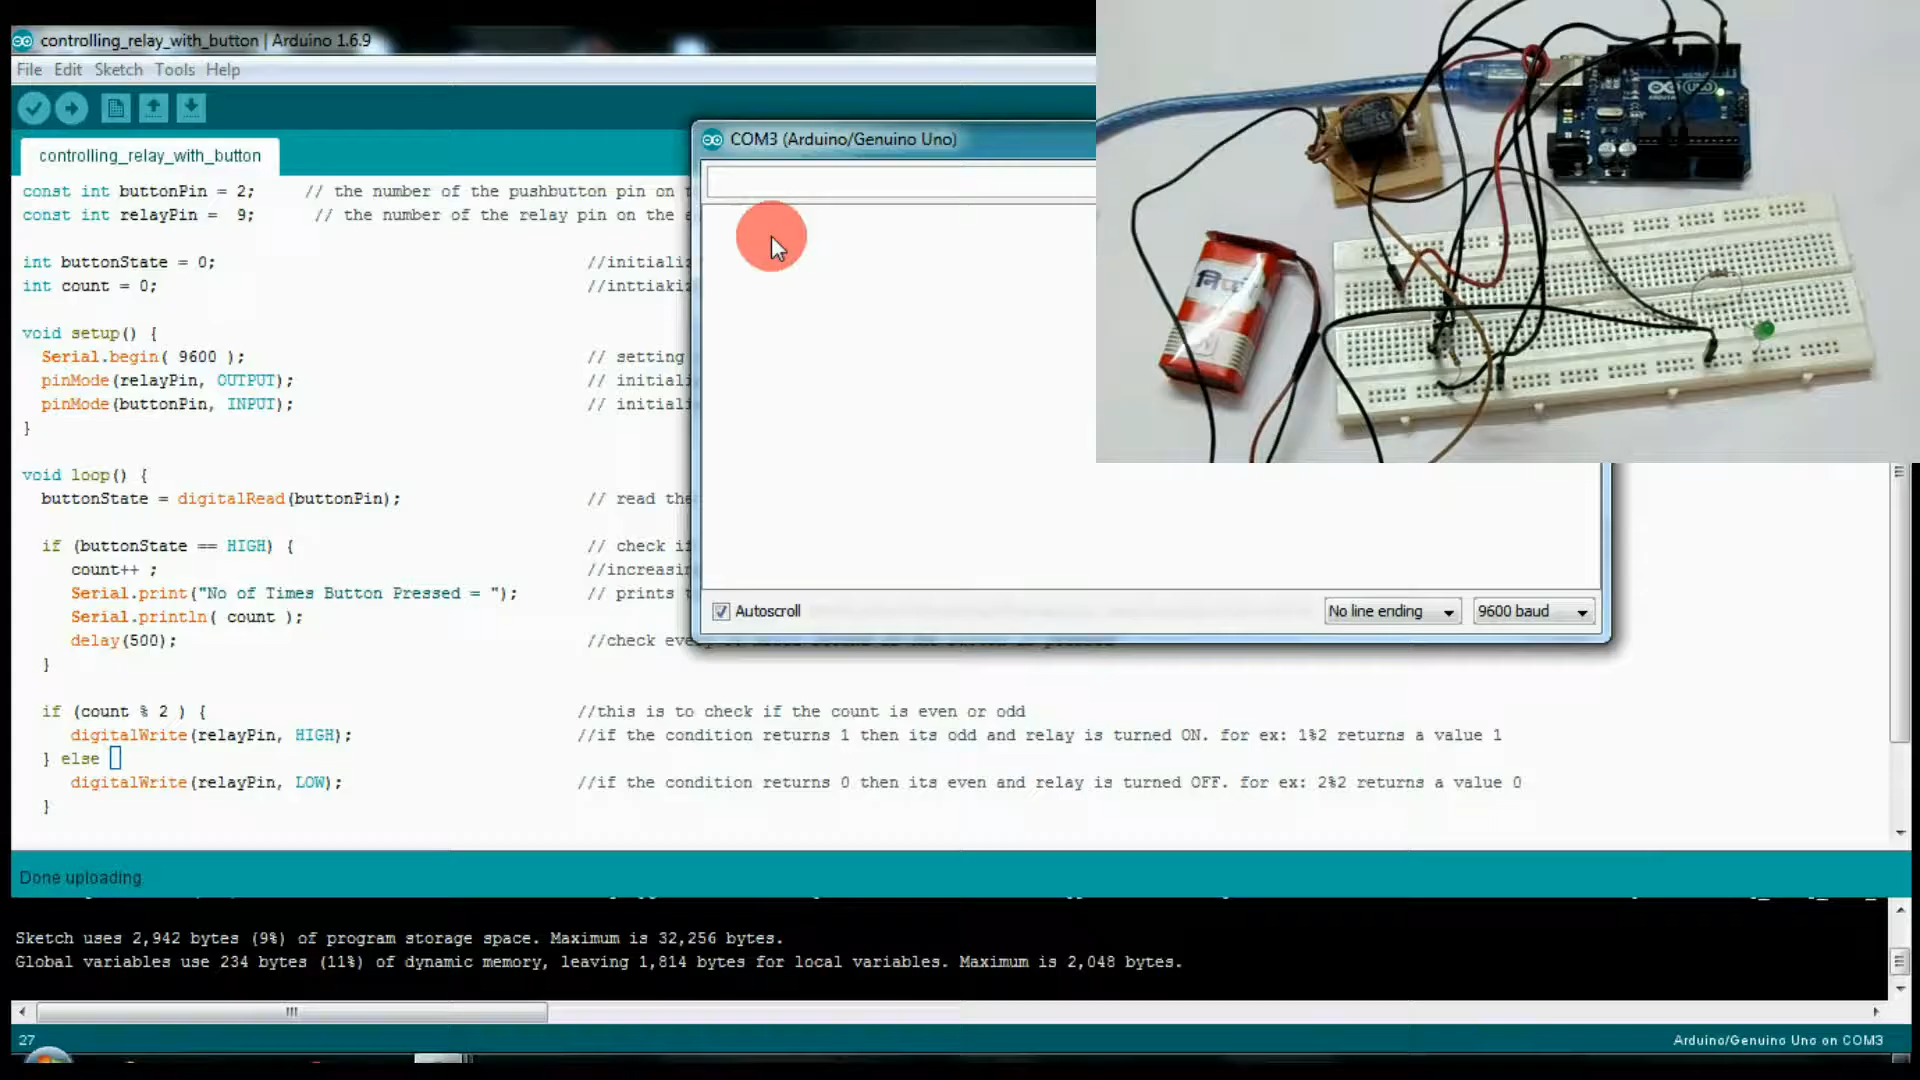 controlling_relay_with_button | Arduino 1.6.9
File Edit Sketch Tools Help
controlling_relay_with_button
const int buttonPin = 2; // the number of the pushbutton pin on
const int relayPin = 9; // the number of the relay pin on the
int buttonState = 0;
int count = 0;
void setup() {
Serial.begin( 9600 ); // setting
pinMode(relayPin, OUTPUT); //
pinMode(buttonPin, INPUT); //
}
void loop() {
buttonState = digitalRead(buttonPin); // read
if (buttonState == HIGH) { // check
count++ ;
Serial.print("No of Times Button Pressed = "); // prints
Serial.println( count );
delay(500); //check
}
if (count % 2 ) { //this is to check if the count is even or odd
digitalWrite(relayPin, HIGH); //if the condition returns 1 then its odd and relay is turned ON. for ex: 1%2 returns a value 1
} else
digitalWrite(relayPin, LOW); //if the condition returns 0 then its even and relay is turned OFF. for ex: 2%2 returns a value 0
}
COM3 (Arduino/Genuino Uno)
Autoscroll
No line ending
9600 baud
UNO
Done uploading.
Sketch uses 2,942 bytes (9%) of program storage space. Maximum is 32,256 bytes.
Global variables use 234 bytes (11%) of dynamic memory, leaving 1,814 bytes for local variables. Maximum is 2,048 bytes.
27
Arduino/Genuino Uno on COM3